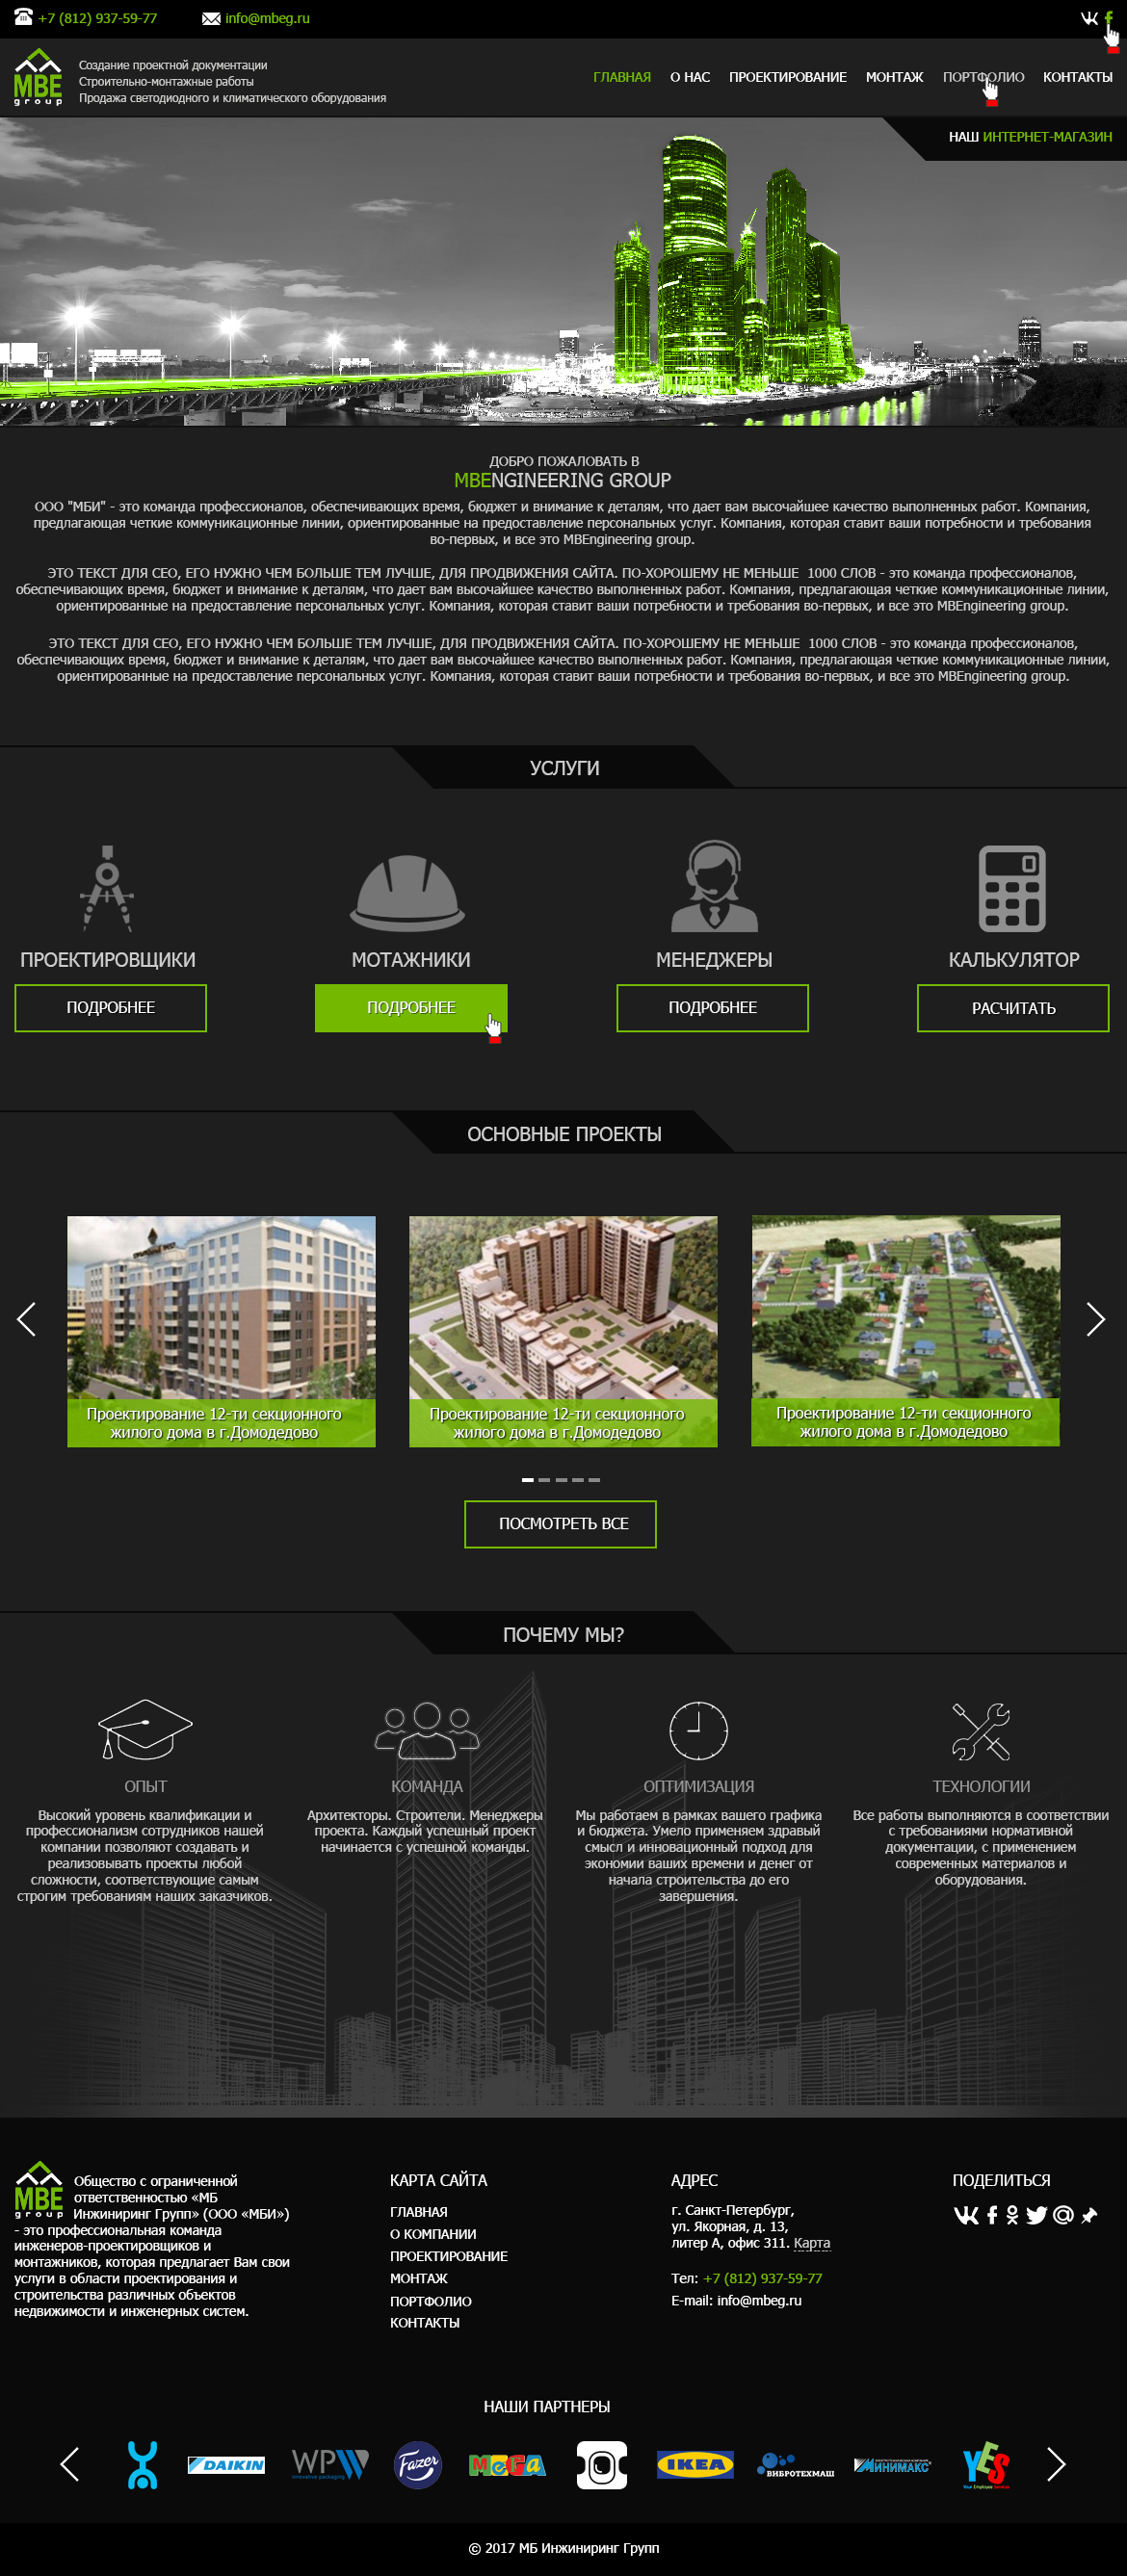 +7 (812) 937-59-77
info@mbeg.ru
MBE
group
Создание проектной документации
Строительно-монтажные работы
Продажа светодиодного и климатического оборудования
ГЛАВНАЯ О НАС ПРОЕКТИРОВАНИЕ МОНТАЖ ПОРТФОЛИО КОНТАКТЫ
НАШ ИНТЕРНЕТ-МАГАЗИН
ДОБРО ПОЖАЛОВАТЬ В
MBENGINEERING GROUP
ООО "МБИ" - это команда профессионалов, обеспечивающих время, бюджет и внимание к деталям, что дает вам высочайшее качество выполненных работ. Компания,
предлагающая четкие коммуникационные линии, ориентированные на предоставление персональных услуг. Компания, которая ставит ваши потребности и требования
во-первых, и все это MBEngineering group.
ЭТО ТЕКСТ ДЛЯ СЕО, ЕГО НУЖНО ЧЕМ БОЛЬШЕ ТЕМ ЛУЧШЕ, ДЛЯ ПРОДВИЖЕНИЯ САЙТА. ПО-ХОРОШЕМУ НЕ МЕНЬШЕ 1000 СЛОВ - это команда профессионалов,
обеспечивающих время, бюджет и внимание к деталям, что дает вам высочайшее качество выполненных работ. Компания, предлагающая четкие коммуникационные линии,
ориентированные на предоставление персональных услуг. Компания, которая ставит ваши потребности и требования во-первых, и все это MBEngineering group.
ЭТО ТЕКСТ ДЛЯ СЕО, ЕГО НУЖНО ЧЕМ БОЛЬШЕ ТЕМ ЛУЧШЕ, ДЛЯ ПРОДВИЖЕНИЯ САЙТА. ПО-ХОРОШЕМУ НЕ МЕНЬШЕ 1000 СЛОВ - это команда профессионалов,
обеспечивающих время, бюджет и внимание к деталям, что дает вам высочайшее качество выполненных работ. Компания, предлагающая четкие коммуникационные линии,
ориентированные на предоставление персональных услуг. Компания, которая ставит ваши потребности и требования во-первых, и все это MBEngineering group.
УСЛУГИ
ПРОЕКТИРОВЩИКИ
ПОДРОБНЕЕ
МОТАЖНИКИ
ПОДРОБНЕЕ
МЕНЕДЖЕРЫ
ПОДРОБНЕЕ
КАЛЬКУЛЯТОР
РАСЧИТАТЬ
ОСНОВНЫЕ ПРОЕКТЫ
Проектирование 12-ти секционного
жилого дома в г.Домодедово
Проектирование 12-ти секционного
жилого дома в г.Домодедово
Проектирование 12-ти секционного
жилого дома в г.Домодедово
ПОСМОТРЕТЬ ВСЕ
ПОЧЕМУ МЫ?
ОПЫТ
Высокий уровень квалификации и
профессионализм сотрудников нашей
компании позволяют создавать и
реализовывать проекты любой
сложности, соответствующие самым
строгим требованиям наших заказчиков.
КОМАНДА
Архитекторы. Строители. Менеджеры
проекта. Каждый успешный проект
начинается с успешной команды.
ОПТИМИЗАЦИЯ
Мы работаем в рамках вашего графика
и бюджета. Умело применяем здравый
смысл и инновационный подход для
экономии ваших времени и денег от
начала строительства до его
завершения.
ТЕХНОЛОГИИ
Все работы выполняются в соответствии
с требованиями нормативной
документации, с применением
современных материалов и
оборудования.
MBE
group
Общество с ограниченной
ответственностью «МБ
Инжиниринг Групп» (ООО «МБИ»)
- это профессиональная команда
инженеров-проектировщиков и
монтажников, которая предлагает Вам свои
услуги в области проектирования и
строительства различных объектов
недвижимости и инженерных систем.
КАРТА САЙТА
ГЛАВНАЯ
О КОМПАНИИ
ПРОЕКТИРОВАНИЕ
МОНТАЖ
ПОРТФОЛИО
КОНТАКТЫ
АДРЕС
г. Санкт-Петербург,
ул. Якорная, д. 13,
литер А, офис 311. Карта
Тел: +7 (812) 937-59-77
E-mail: info@mbeg.ru
ПОДЕЛИТЬСЯ
НАШИ ПАРТНЕРЫ
DAIKIN
WP
innovative packaging
Fazer
MEGA
IKEA
ВИБРОТЕХМАШ
МИНИМАКС
YES
Your Employee Services
© 2017 МБ Инжиниринг Групп